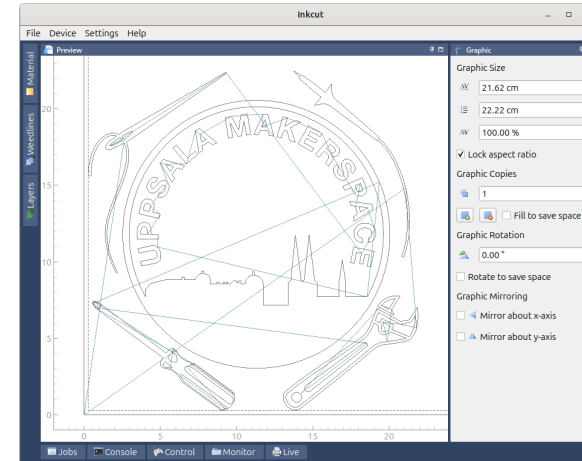 Inkcut
File Device Settings Help
Material
Weedlines
Layers
Preview
20
15
10
5
0
0 5 10 15 20
UPPSALA MAKERSPACE
Graphic
Graphic Size
21.62 cm
22.22 cm
100.00 %
Lock aspect ratio
Graphic Copies
1
Fill to save space
Graphic Rotation
0.00 °
Rotate to save space
Graphic Mirroring
Mirror about x-axis
Mirror about y-axis
Jobs Console Control Monitor Live